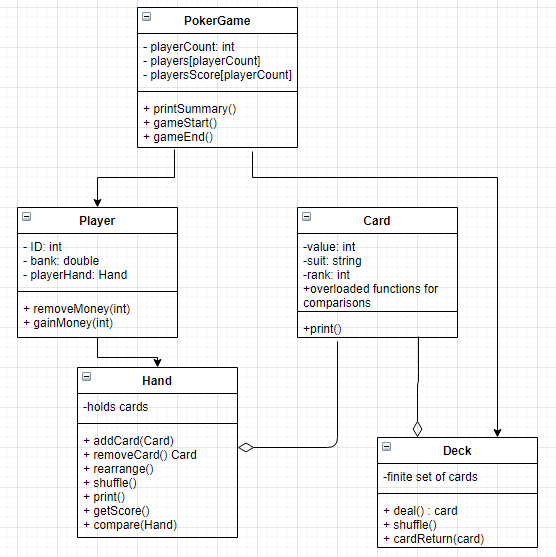 PokerGame
- playerCount: int
- players[playerCount]
- playersScore[playerCount]
+ printSummary()
+ gameStart()
+ gameEnd()
Player
- ID: int
- bank: double
- playerHand: Hand
+ removeMoney(int)
+ gainMoney(int)
Card
-value: int
-suit: string
-rank: int
+overloaded functions for
comparisons
+print()
Hand
-holds cards
+ addCard(Card)
+ removeCard() Card
+ rearrange()
+ shuffle()
+ print()
+ getScore()
+ compare(Hand)
Deck
-finite set of cards
+ deal() : card
+ shuffle()
+ cardReturn(card)